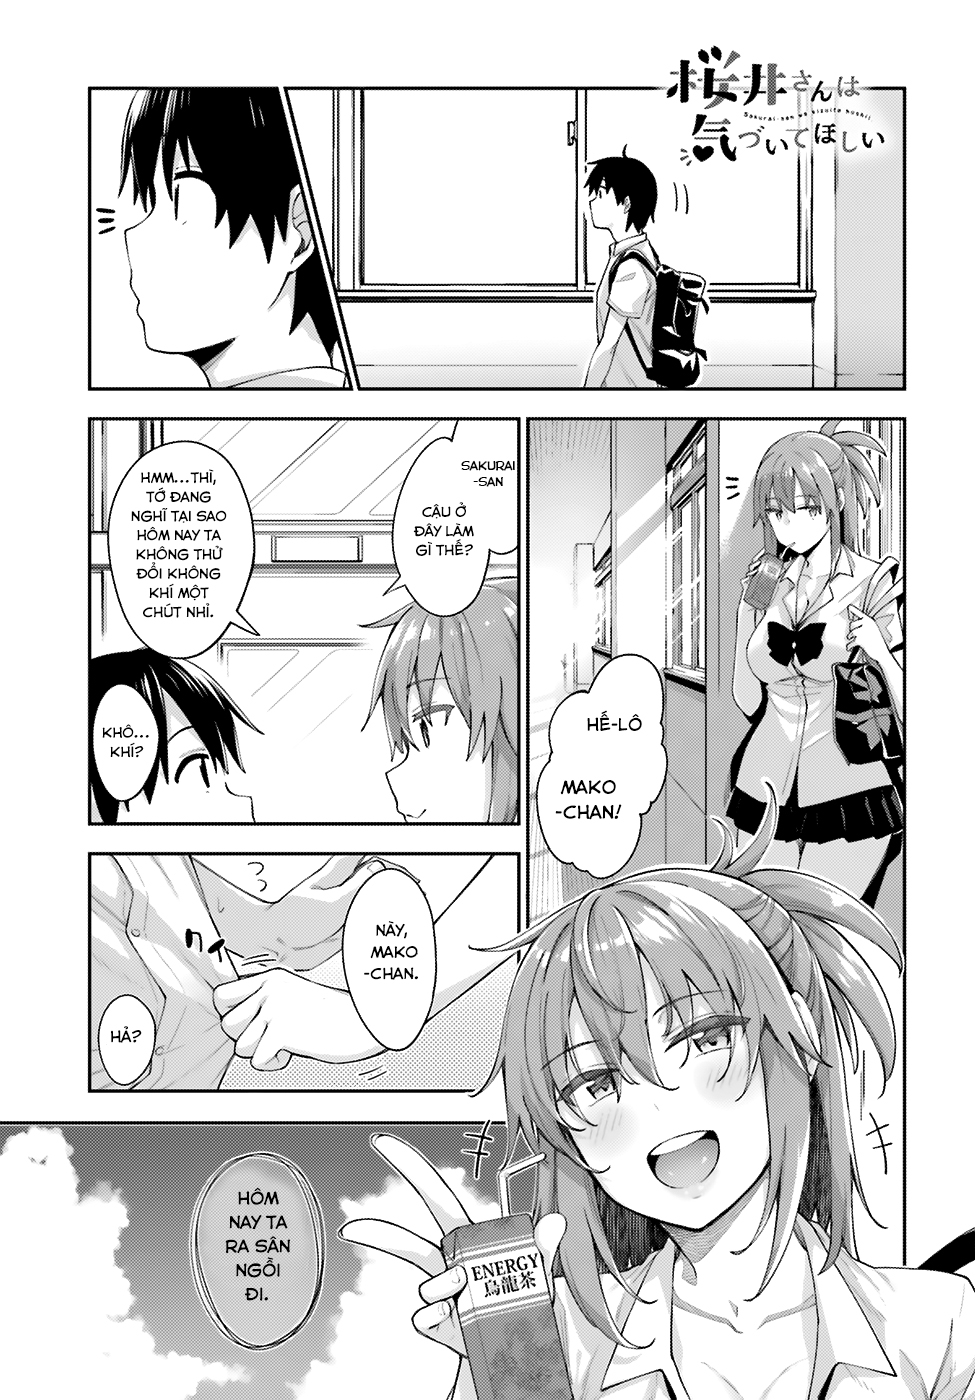 桜井さんは
Sakurai-san wa kizuite hoshii
気づいてほしい
HẾ-LÔ
MAKO
-CHAN!
SAKURAI
-SAN
CẬU Ở
ĐÂY LÀM
GÌ THẾ?
HMM...THÌ,
TỚ ĐANG
NGHĨ TẠI SAO
HÔM NAY TA
KHÔNG THỬ
ĐỔI KHÔNG
KHÍ MỘT
CHÚT NHỈ.
KHÔ...
KHÍ?
NÀY,
MAKO
-CHAN.
クイ
HẢ?
ENERGY
烏龍茶
HÔM
NAY TA
RA SÂN
NGỒI
ĐI.